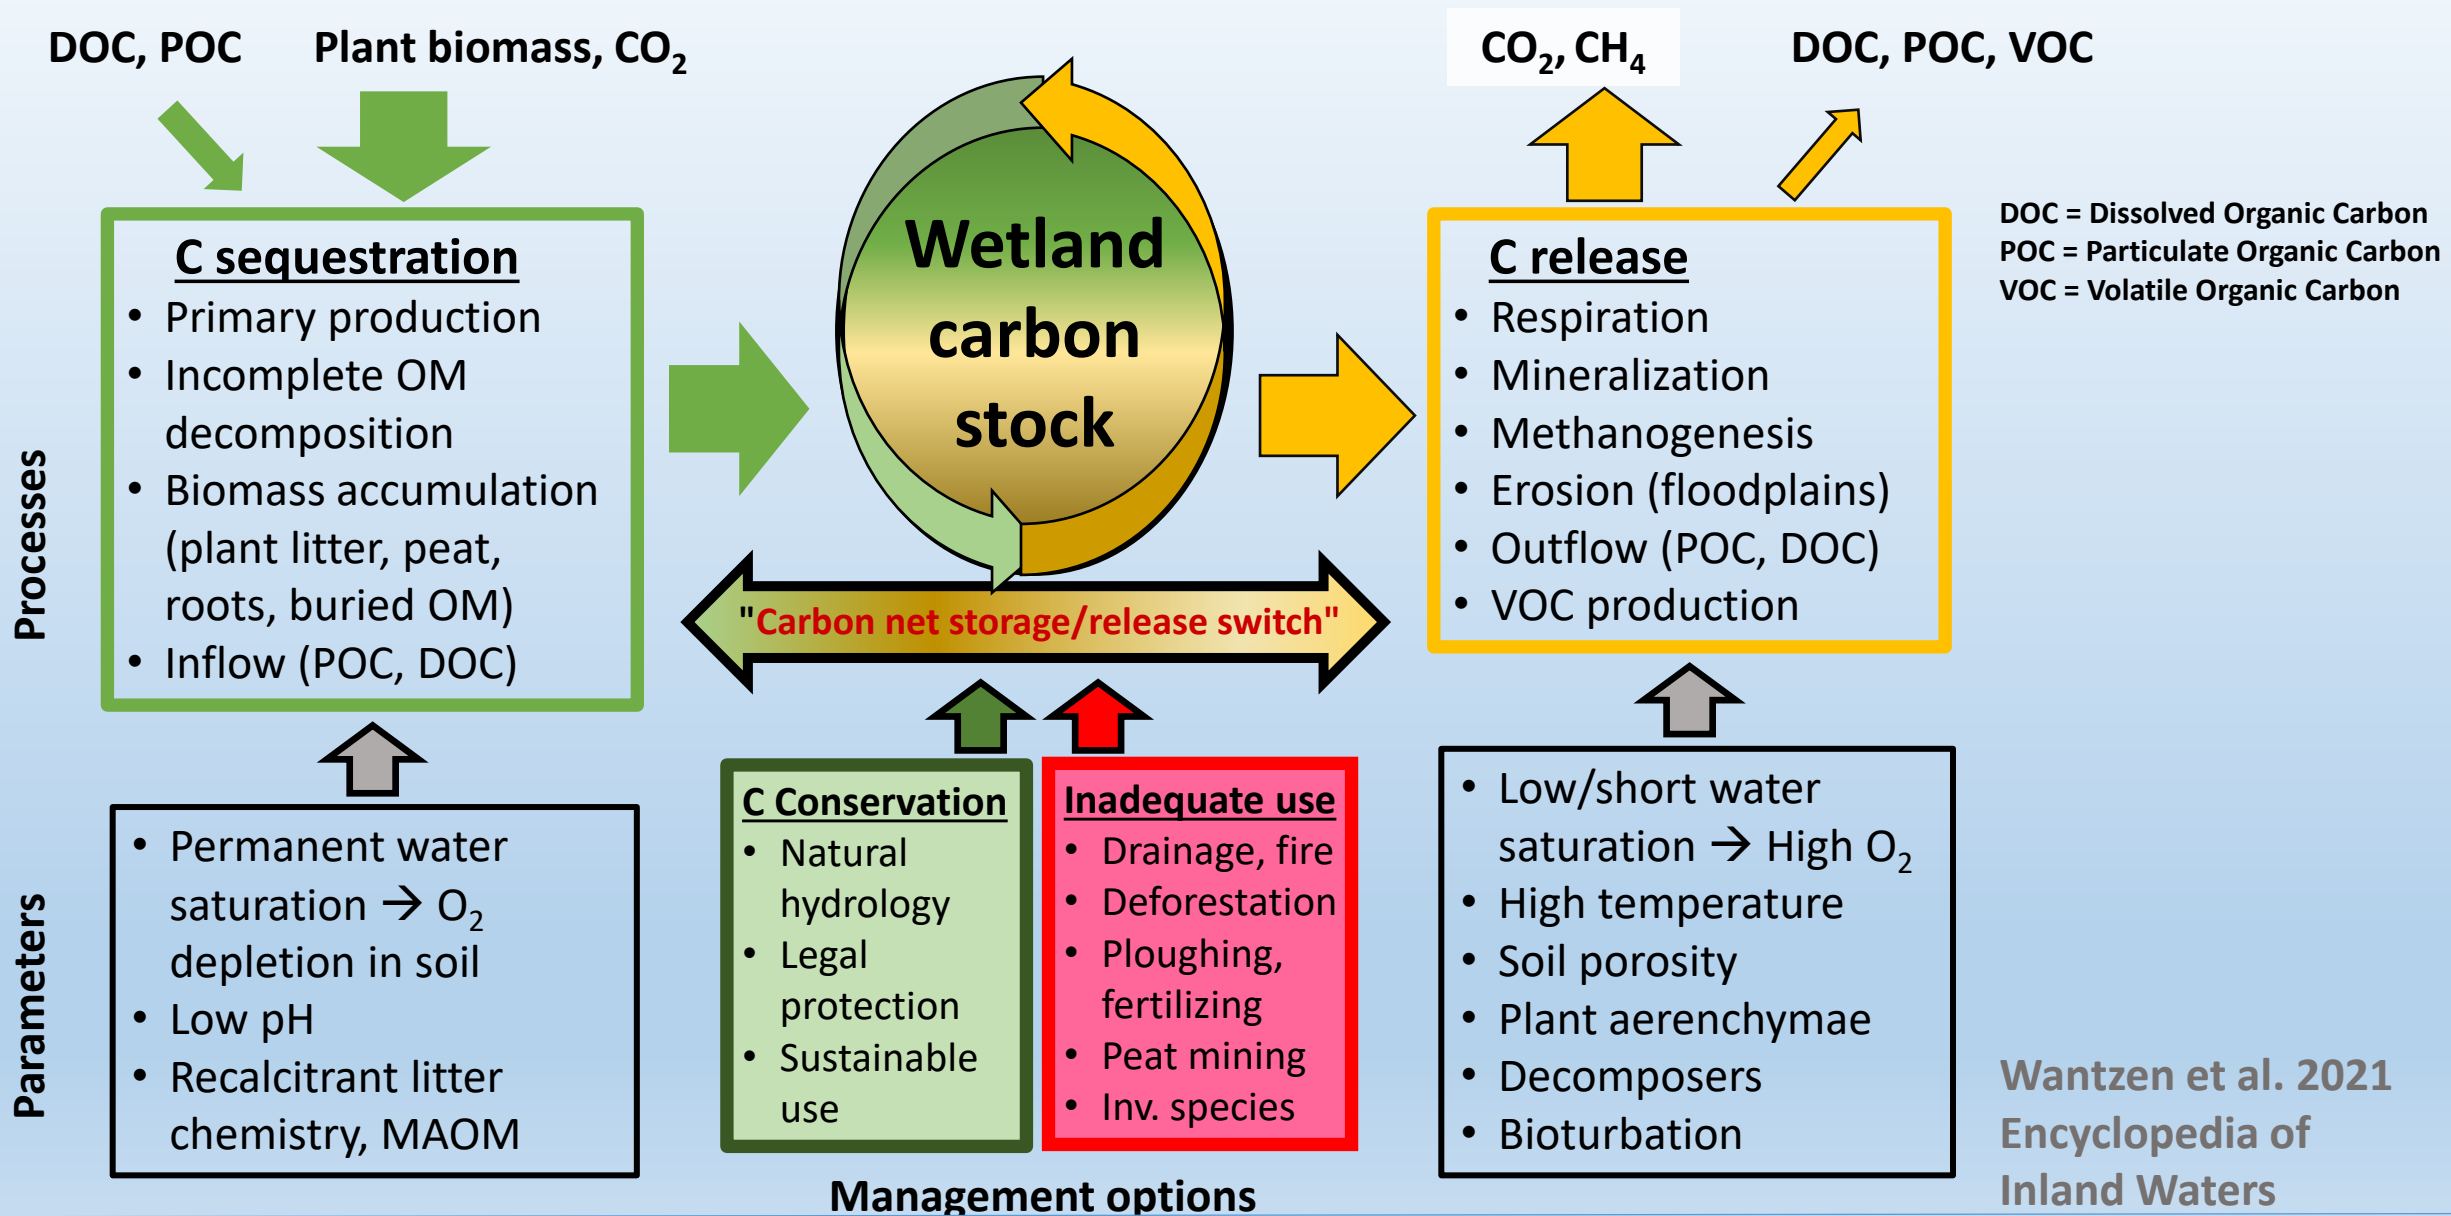 DOC, POC
Plant biomass, CO₂
CO₂, CH₄
DOC, POC, VOC
DOC = Dissolved Organic Carbon
POC = Particulate Organic Carbon
VOC = Volatile Organic Carbon
Processes
C sequestration
• Primary production
• Incomplete OM
decomposition
• Biomass accumulation
(plant litter, peat,
roots, buried OM)
• Inflow (POC, DOC)
Wetland
carbon
stock
"Carbon net storage/release switch"
C release
• Respiration
• Mineralization
• Methanogenesis
• Erosion (floodplains)
• Outflow (POC, DOC)
• VOC production
Parameters
• Permanent water
saturation → O₂
depletion in soil
• Low pH
• Recalcitrant litter
chemistry, MAOM
C Conservation
• Natural
hydrology
• Legal
protection
• Sustainable
use
Inadequate use
• Drainage, fire
• Deforestation
• Ploughing,
fertilizing
• Peat mining
• Inv. species
Management options
• Low/short water
saturation → High O₂
• High temperature
• Soil porosity
• Plant aerenchymae
• Decomposers
• Bioturbation
Wantzen et al. 2021
Encyclopedia of
Inland Waters